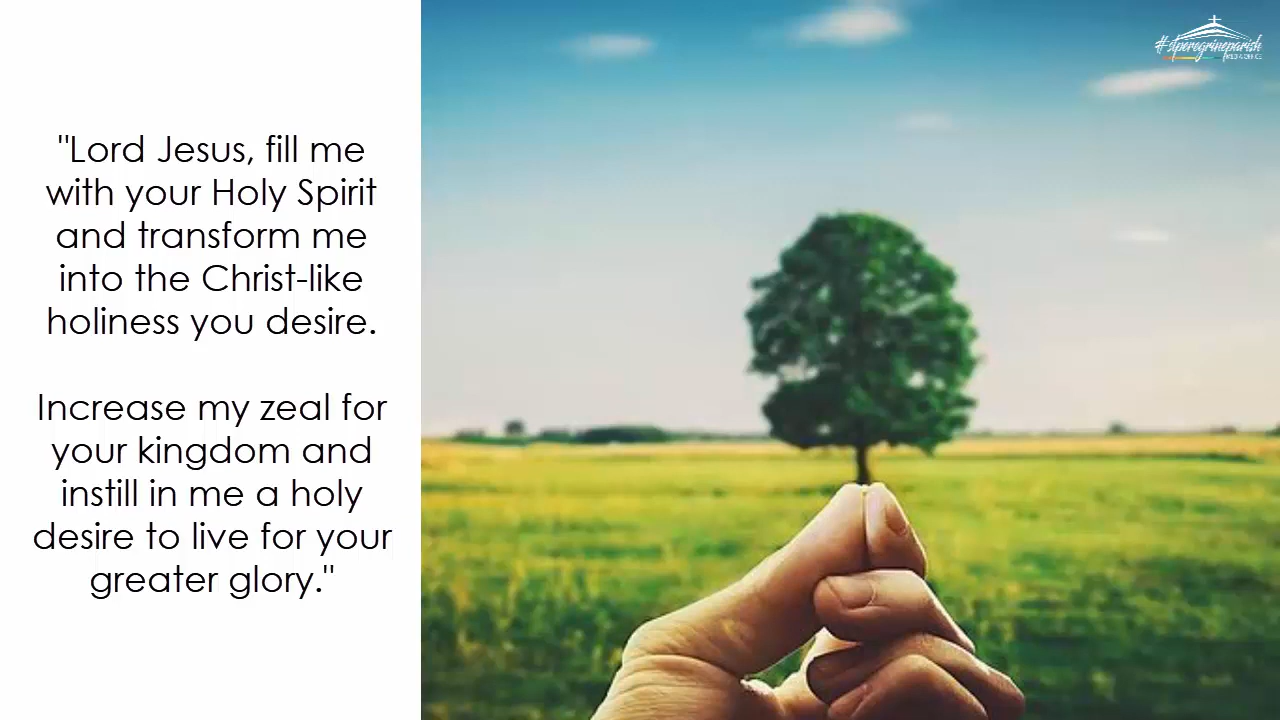 "Lord Jesus, fill me
with your Holy Spirit
and transform me
into the Christ-like
holiness you desire.
Increase my zeal for
your kingdom and
instill in me a holy
desire to live for your
greater glory."
#stperegrineparish